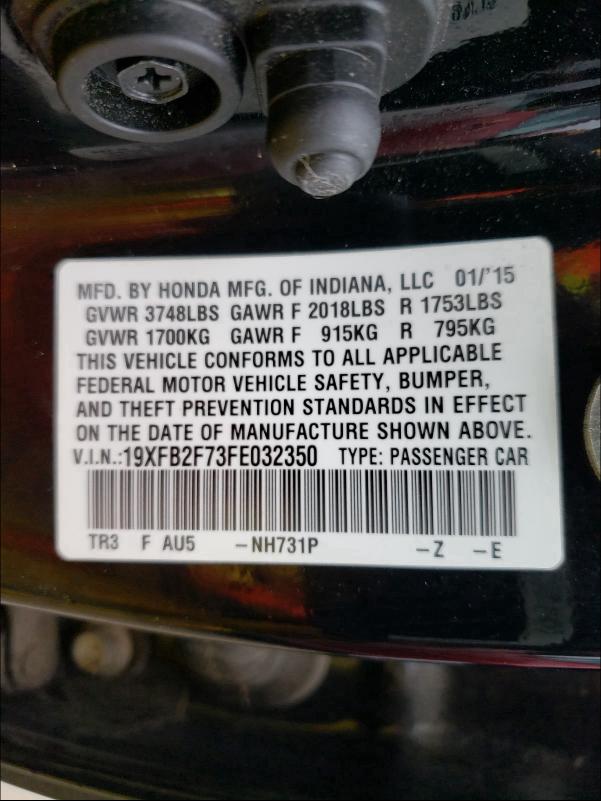 MFD. BY HONDA MFG. OF INDIANA, LLC 01/'15
GVWR 3748LBS GAWR F 2018LBS R 1753LBS
GVWR 1700KG GAWR F 915KG R 795KG
THIS VEHICLE CONFORMS TO ALL APPLICABLE
FEDERAL MOTOR VEHICLE SAFETY, BUMPER,
AND THEFT PREVENTION STANDARDS IN EFFECT
ON THE DATE OF MANUFACTURE SHOWN ABOVE.
V.I.N.:19XFB2F73FE032350 TYPE: PASSENGER CAR
TR3 F AU5 –NH731P –Z –E